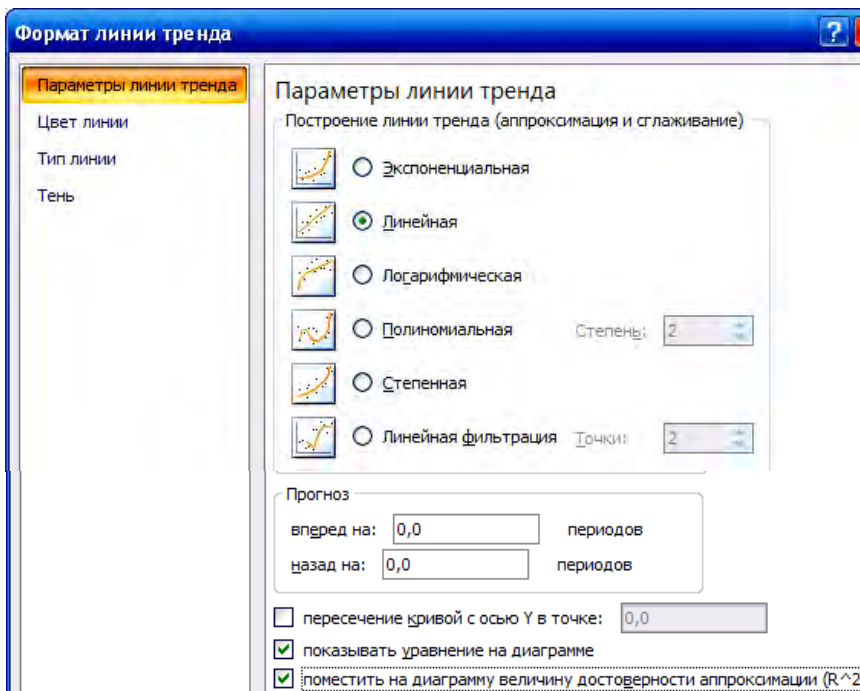 Формат линии тренда
?
Параметры линии тренда
Цвет линии
Тип линии
Тень
Параметры линии тренда
Построение линии тренда (аппроксимация и сглаживание)
Экспоненциальная
Линейная
Логарифмическая
Полиномиальная Степень: 2
Степенная
Линейная фильтрация Точки: 2
Прогноз
вперед на: 0,0 периодов
назад на: 0,0 периодов
пересечение кривой с осью Y в точке: 0,0
показывать уравнение на диаграмме
поместить на диаграмму величину достоверности аппроксимации (R^2